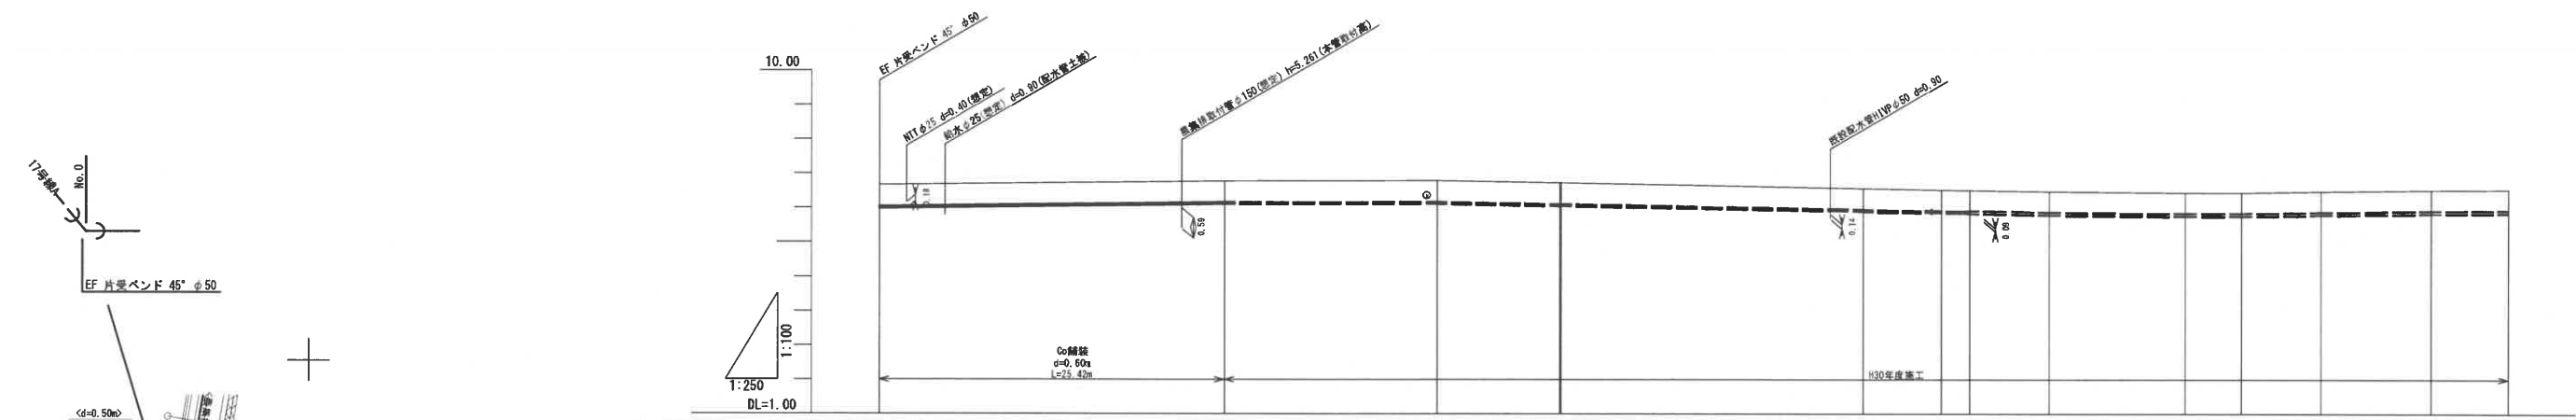 17号線A
No.0
EF 片受ベンド 45° φ50
<d=0.50m>
10.00
EF 片受ベンド 45° φ50
NTTφ25 d=0.40(想定)
給水φ25(想定) d=0.90(配水管土被)
農集排取付管φ150(想定) h=5.261(本管取付高)
既設配水管HIVPφ50 d=0.90
0.18
0.59
0.14
0.09
1:100
1:250
Co舗装
d=0.60m
L=25.42m
H30年度施工
DL=1.00